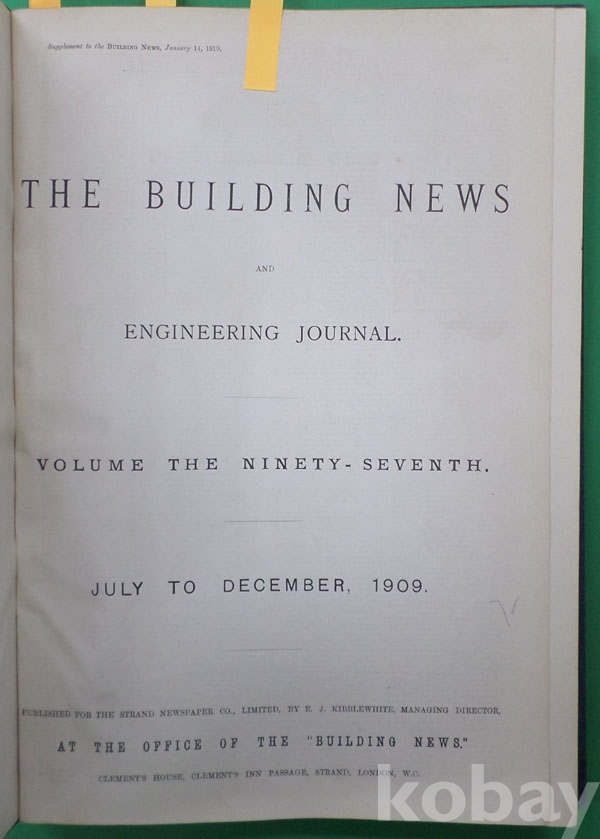 Supplement to the BUILDING NEWS, January 14, 1910.
THE BUILDING NEWS
AND
ENGINEERING JOURNAL.
VOLUME THE NINETY-SEVENTH.
JULY TO DECEMBER, 1909.
PUBLISHED FOR THE STRAND NEWSPAPER CO., LIMITED, BY E. J. KIBBLEWHITE, MANAGING DIRECTOR,
AT THE OFFICE OF THE "BUILDING NEWS,"
CLEMENT'S HOUSE, CLEMENT'S INN PASSAGE, STRAND, LONDON, W.C.
kobay